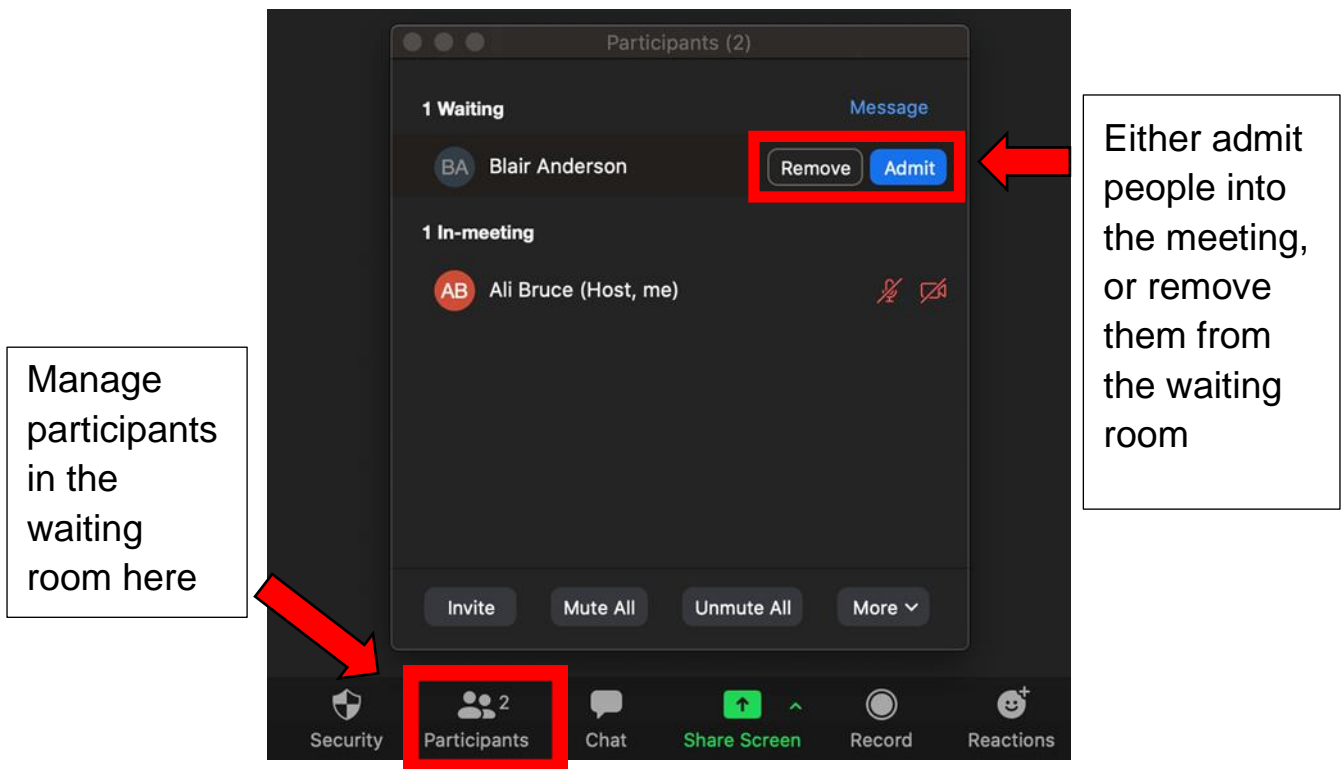 Participants (2)
1 Waiting
Message
BA
Blair Anderson
Remove
Admit
1 In-meeting
AB
Ali Bruce (Host, me)
Invite
Mute All
Unmute All
More
Security
2
Participants
Chat
Share Screen
Record
Reactions
Manage
participants
in the
waiting
room here
Either admit
people into
the meeting,
or remove
them from
the waiting
room